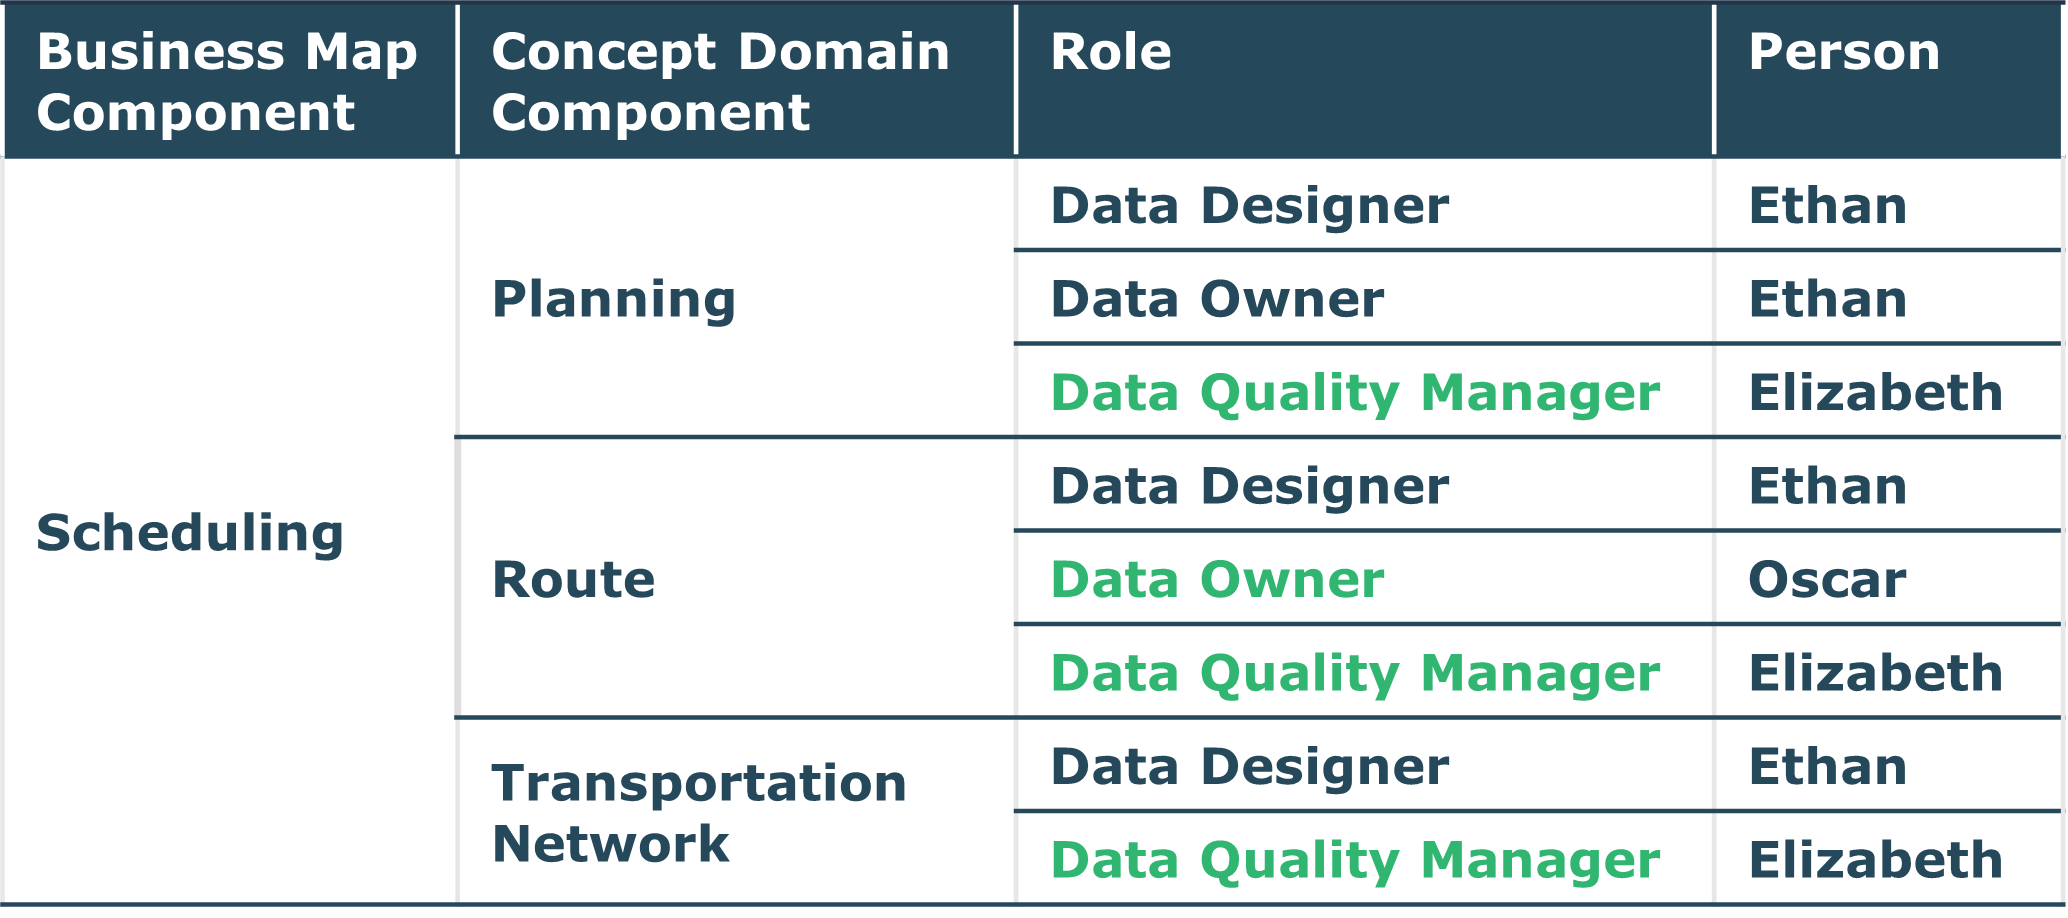 Business Map
Component
Concept Domain
Component
Role
Person
Scheduling
Planning
Data Designer
Ethan
Data Owner
Ethan
Data Quality Manager
Elizabeth
Route
Data Designer
Ethan
Data Owner
Oscar
Data Quality Manager
Elizabeth
Transportation
Network
Data Designer
Ethan
Data Quality Manager
Elizabeth